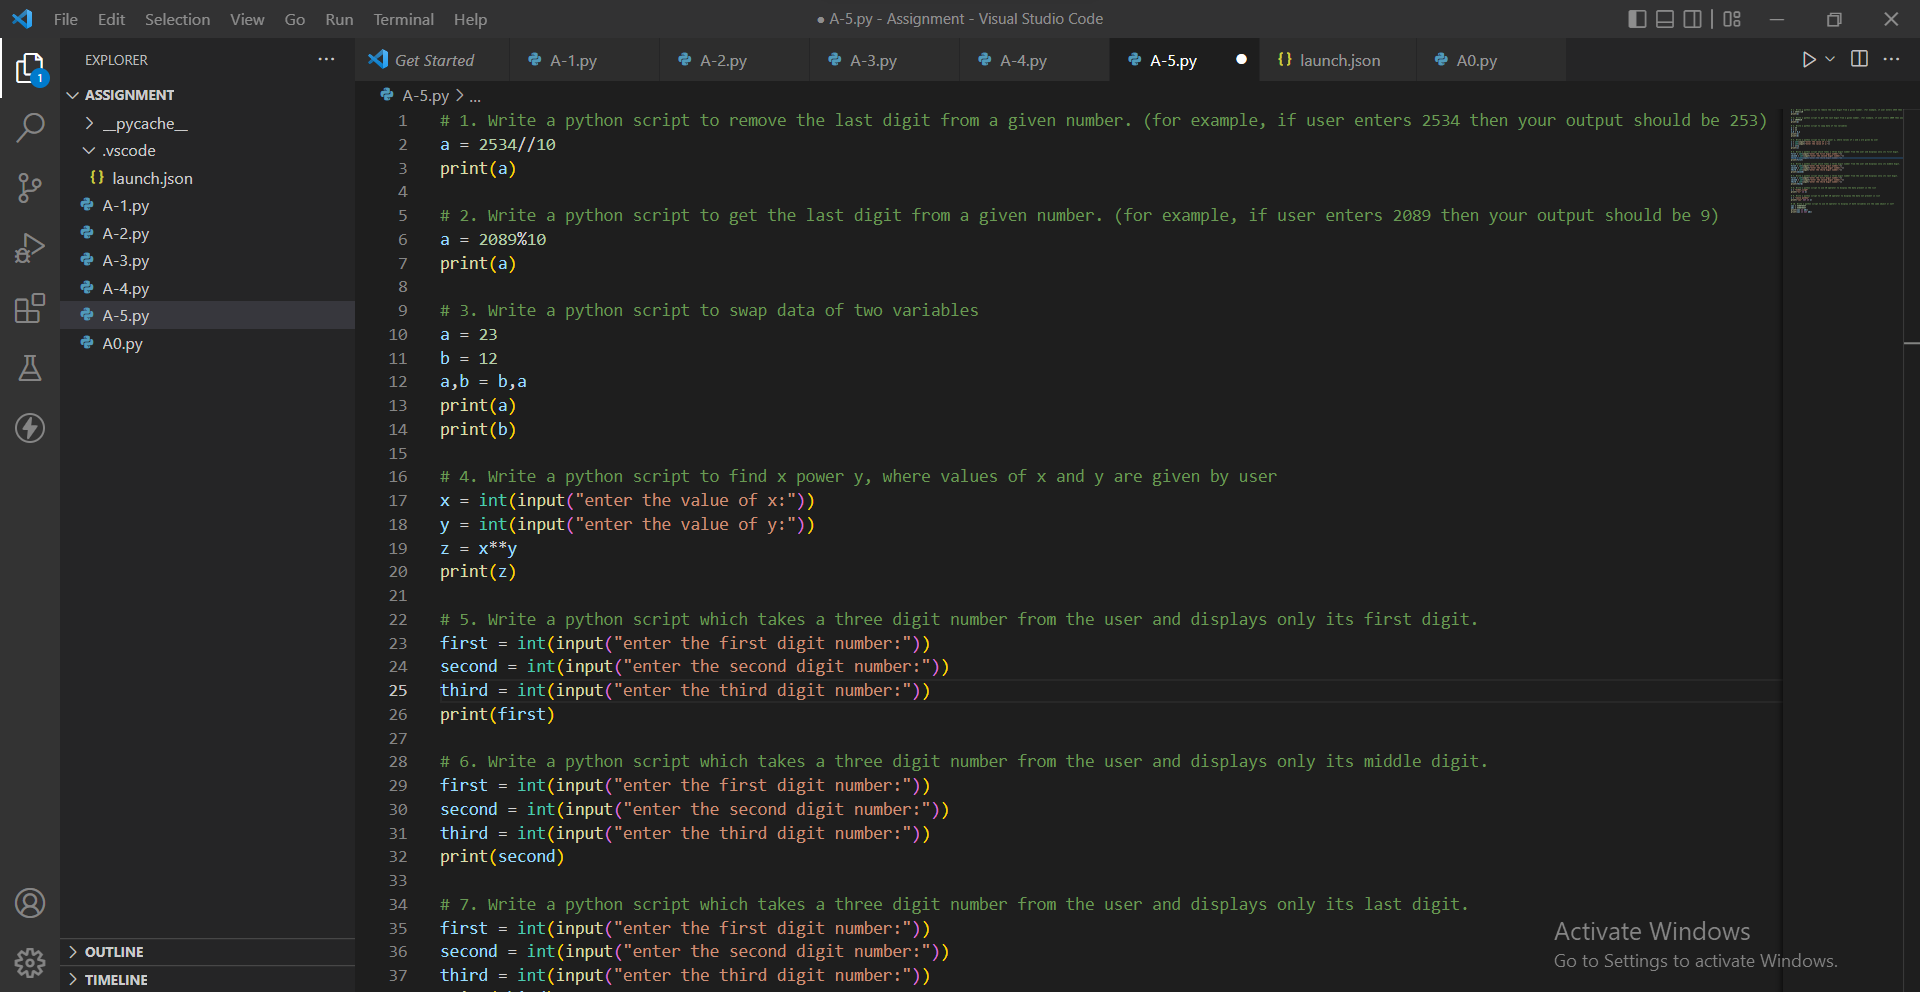 File Edit Selection View Go Run Terminal Help
● A-5.py - Assignment - Visual Studio Code
EXPLORER
1
ASSIGNMENT
__pycache__
.vscode
launch.json
A-1.py
A-2.py
A-3.py
A-4.py
A-5.py
A0.py
OUTLINE
TIMELINE
Get Started A-1.py A-2.py A-3.py A-4.py A-5.py launch.json A0.py
A-5.py > ...
1 # 1. Write a python script to remove the last digit from a given number. (for example, if user enters 2534 then your output should be 253)
2 a = 2534//10
3 print(a)
4
5 # 2. Write a python script to get the last digit from a given number. (for example, if user enters 2089 then your output should be 9)
6 a = 2089%10
7 print(a)
8
9 # 3. Write a python script to swap data of two variables
10 a = 23
11 b = 12
12 a,b = b,a
13 print(a)
14 print(b)
15
16 # 4. Write a python script to find x power y, where values of x and y are given by user
17 x = int(input("enter the value of x:"))
18 y = int(input("enter the value of y:"))
19 z = x**y
20 print(z)
21
22 # 5. Write a python script which takes a three digit number from the user and displays only its first digit.
23 first = int(input("enter the first digit number:"))
24 second = int(input("enter the second digit number:"))
25 third = int(input("enter the third digit number:"))
26 print(first)
27
28 # 6. Write a python script which takes a three digit number from the user and displays only its middle digit.
29 first = int(input("enter the first digit number:"))
30 second = int(input("enter the second digit number:"))
31 third = int(input("enter the third digit number:"))
32 print(second)
33
34 # 7. Write a python script which takes a three digit number from the user and displays only its last digit.
35 first = int(input("enter the first digit number:"))
36 second = int(input("enter the second digit number:"))
37 third = int(input("enter the third digit number:"))
Activate Windows
Go to Settings to activate Windows.